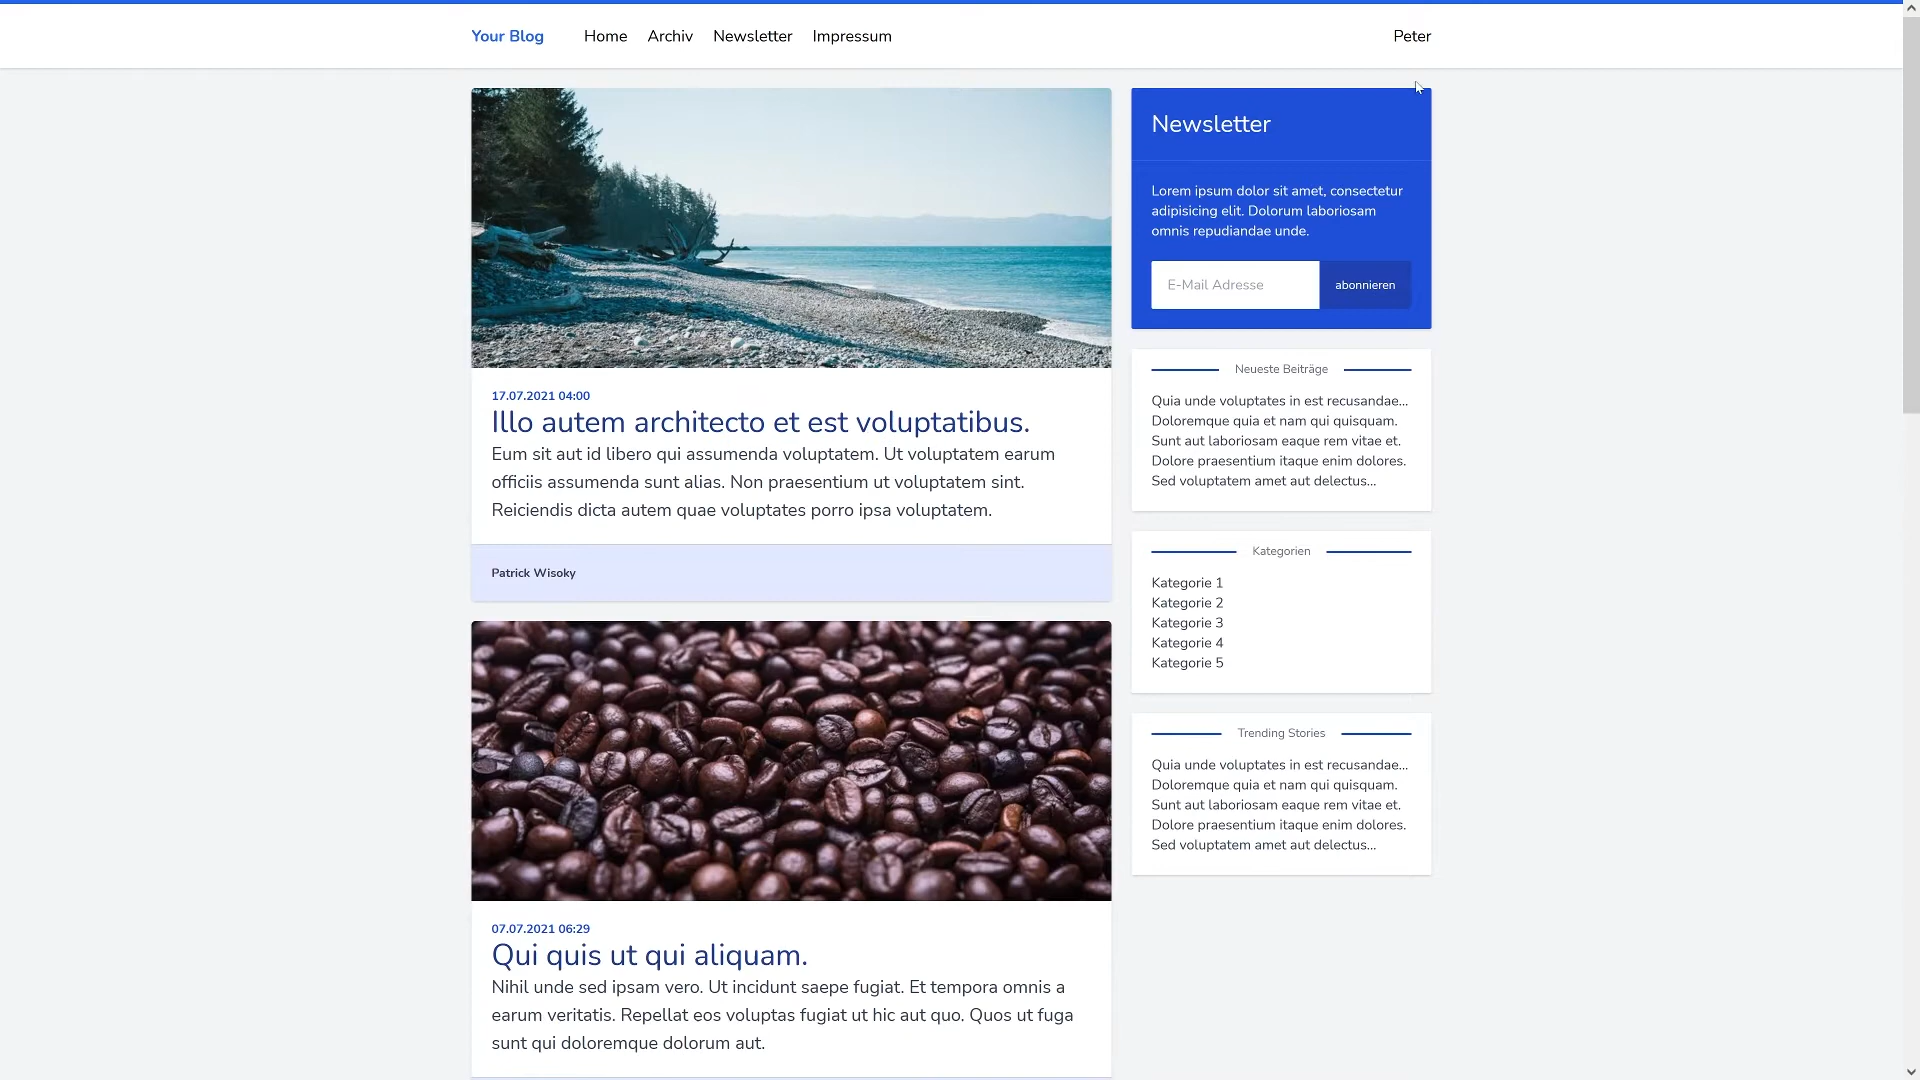 Your Blog Home Archiv Newsletter Impressum Peter
17.07.2021 04:00
Illo autem architecto et est voluptatibus.
Eum sit aut id libero qui assumenda voluptatem. Ut voluptatem earum
officiis assumenda sunt alias. Non praesentium ut voluptatem sint.
Reiciendis dicta autem quae voluptates porro ipsa voluptatem.
Patrick Wisoky
07.07.2021 06:29
Qui quis ut qui aliquam.
Nihil unde sed ipsam vero. Ut incidunt saepe fugiat. Et tempora omnis a
earum veritatis. Repellat eos voluptas fugiat ut hic aut quo. Quos ut fuga
sunt qui doloremque dolorum aut.
Newsletter
Lorem ipsum dolor sit amet, consectetur
adipisicing elit. Dolorum laboriosam
omnis repudiandae unde.
E-Mail Adresse abonnieren
Neueste Beiträge
Quia unde voluptates in est recusandae...
Doloremque quia et nam qui quisquam.
Sunt aut laboriosam eaque rem vitae et.
Dolore praesentium itaque enim dolores.
Sed voluptatem amet aut delectus...
Kategorien
Kategorie 1
Kategorie 2
Kategorie 3
Kategorie 4
Kategorie 5
Trending Stories
Quia unde voluptates in est recusandae...
Doloremque quia et nam qui quisquam.
Sunt aut laboriosam eaque rem vitae et.
Dolore praesentium itaque enim dolores.
Sed voluptatem amet aut delectus...